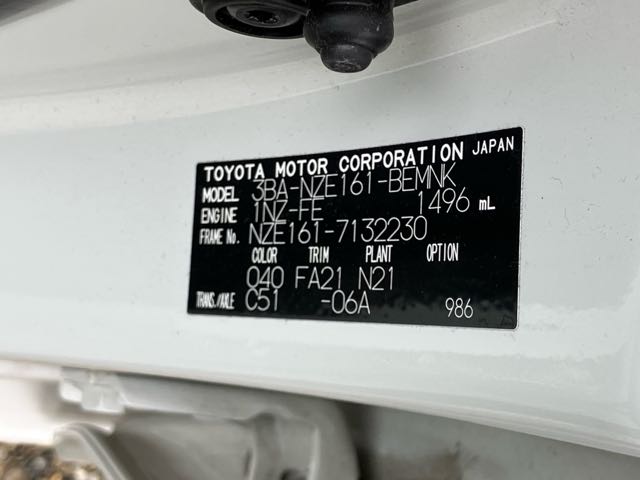 TOYOTA MOTOR CORPORATION JAPAN
MODEL 3BA-NZE161-BEMNK
ENGINE 1NZ-FE 1496 mL
FRAME No. NZE161-7132230
COLOR TRIM PLANT OPTION
040 FA21 N21
TRANS./AXLE C51 -06A 986